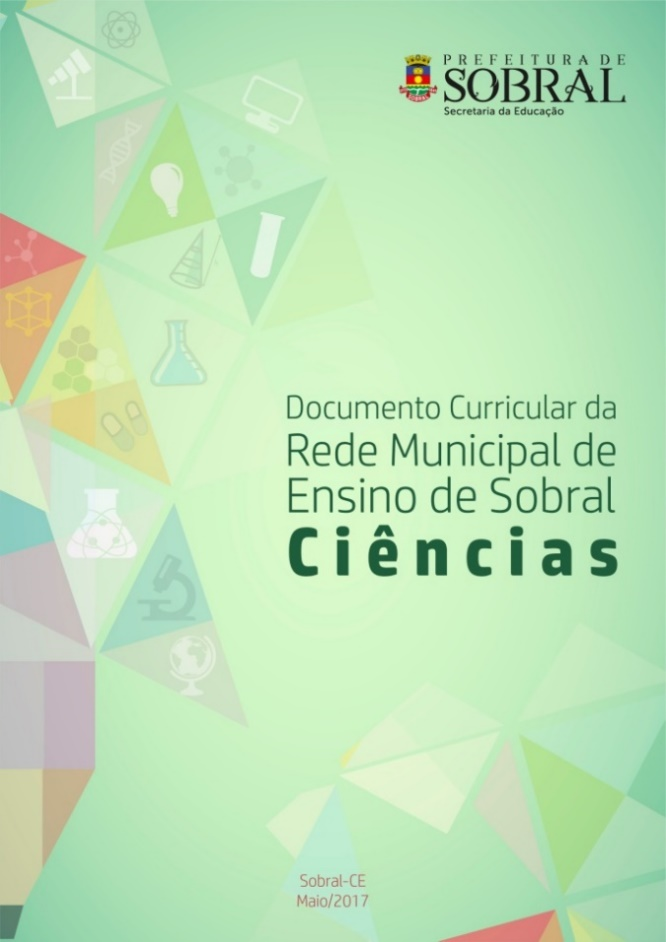 PREFEITURA DE
SOBRAL
Secretaria da Educação
Documento Curricular da
Rede Municipal de
Ensino de Sobral
Ciências
Sobral-CE
Maio/2017